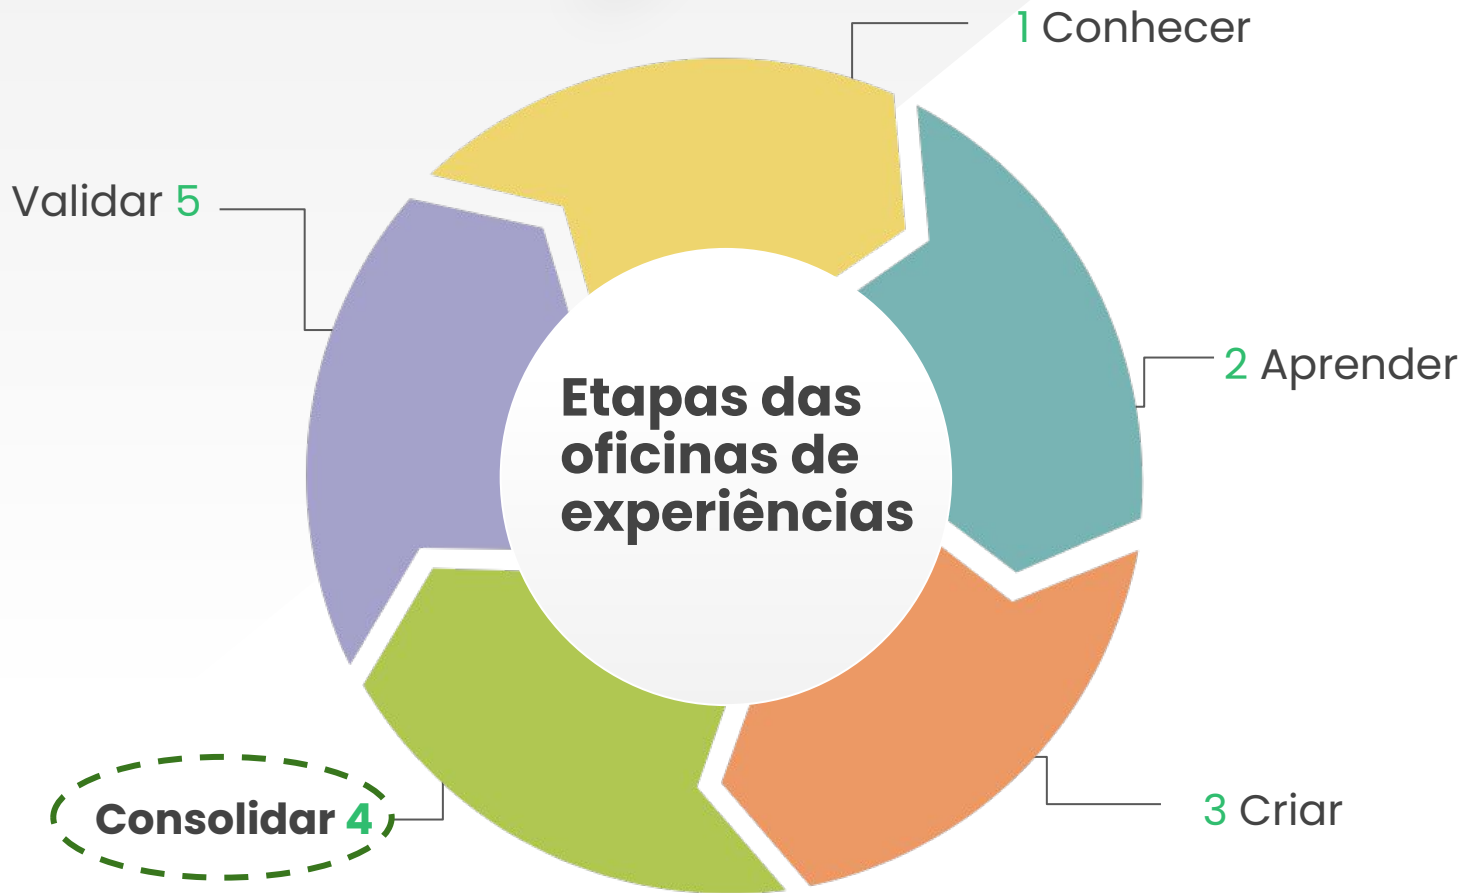 1 Conhecer
Validar 5
2 Aprender
Etapas das
oficinas de
experiências
3 Criar
Consolidar 4